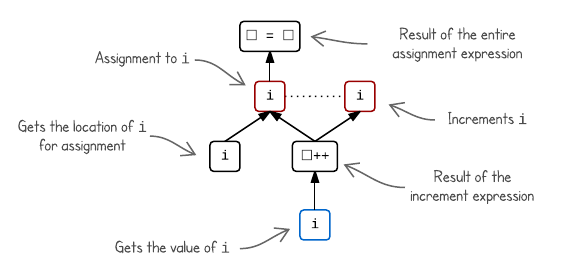 □ = □
Result of the entire
assignment expression
Assignment to i
i
i
Increments i
Gets the location of i
for assignment
i
□++
Result of the
increment expression
i
Gets the value of i